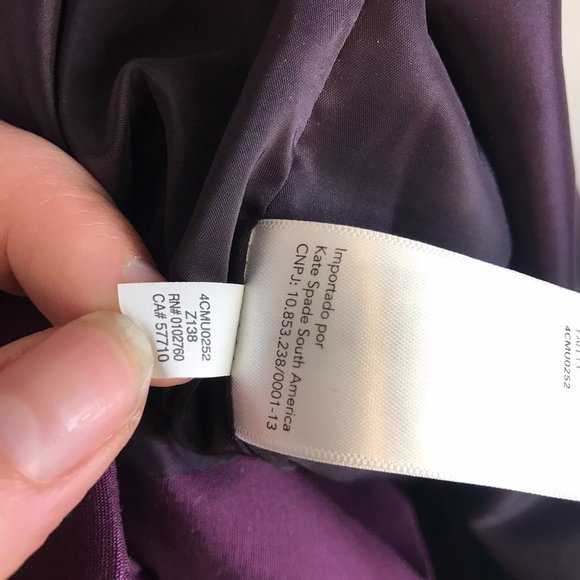 4CMU0252
Z138
RN# 0102760
CA# 57710
Importado por
Kate Spade South America
CNPJ: 10.853.238/0001-13
4CMU0252